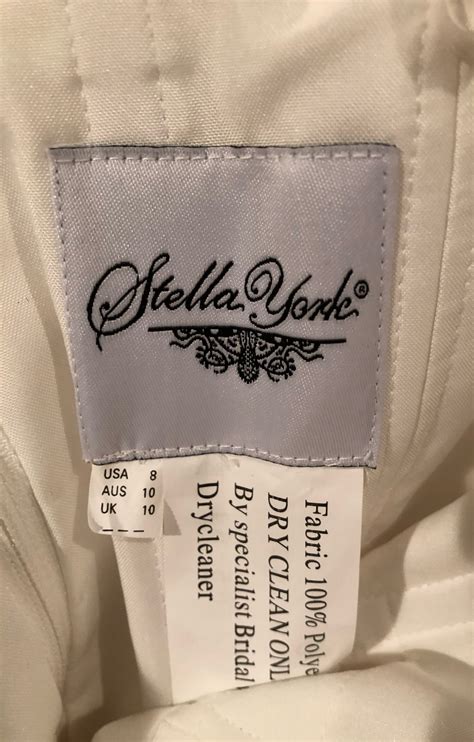 Stella York®
USA 8
AUS 10
UK 10
Fabric 100% Polye
DRY CLEAN ONL
By specialist Bridal
Drycleaner